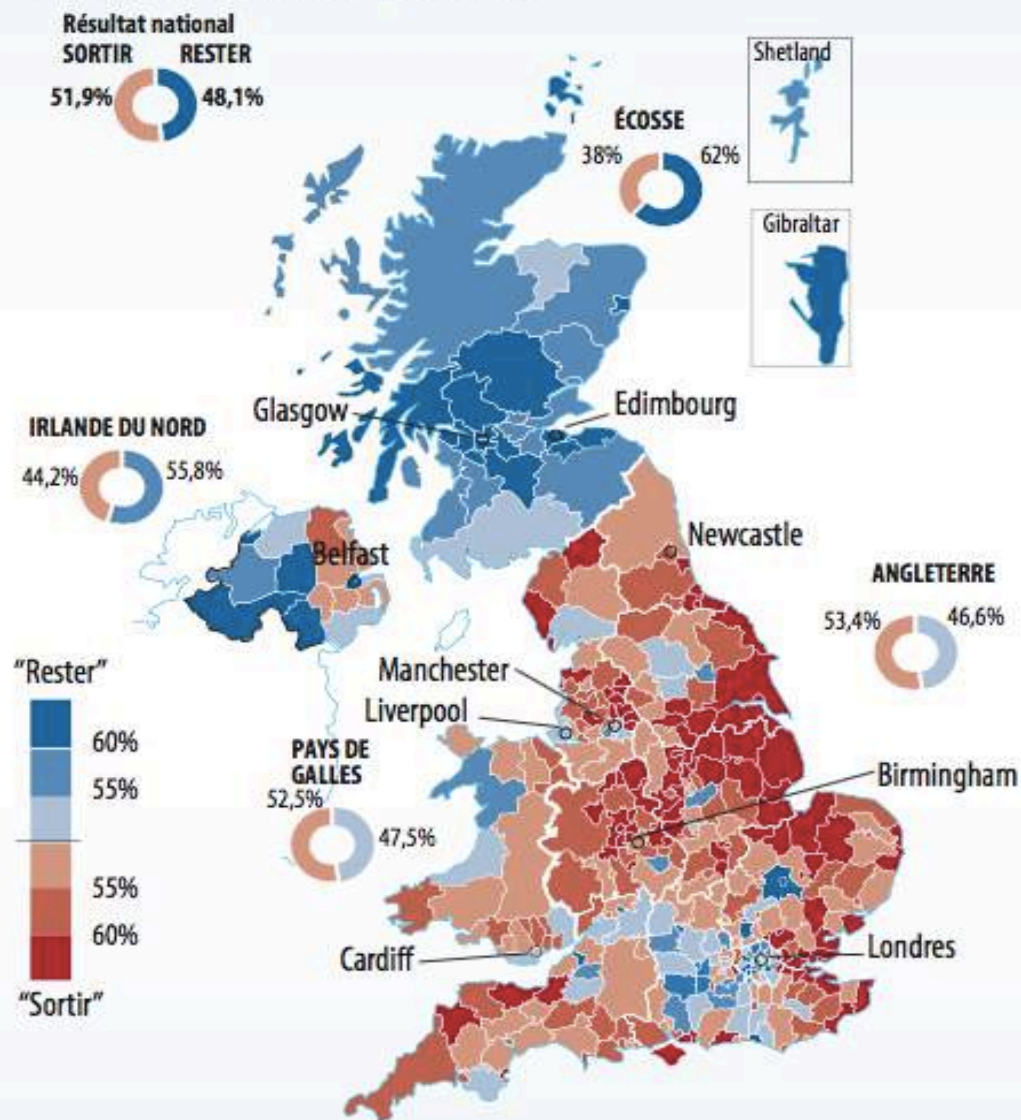 Résultat national
SORTIR RESTER
51,9% 48,1%
Shetland
ÉCOSSE
38% 62%
Gibraltar
Glasgow
Edimbourg
IRLANDE DU NORD
44,2% 55,8%
Belfast
Newcastle
ANGLETERRE
53,4% 46,6%
"Rester"
60%
55%
55%
60%
"Sortir"
Manchester
Liverpool
PAYS DE
GALLES
52,5%
47,5%
Birmingham
Cardiff
Londres